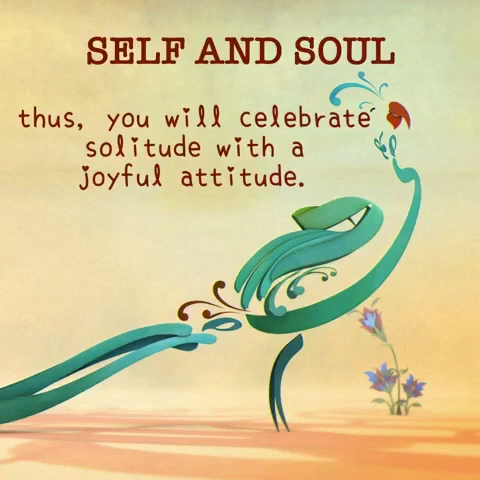 SELF AND SOUL
thus, you will celebrate
solitude with a
joyful attitude.